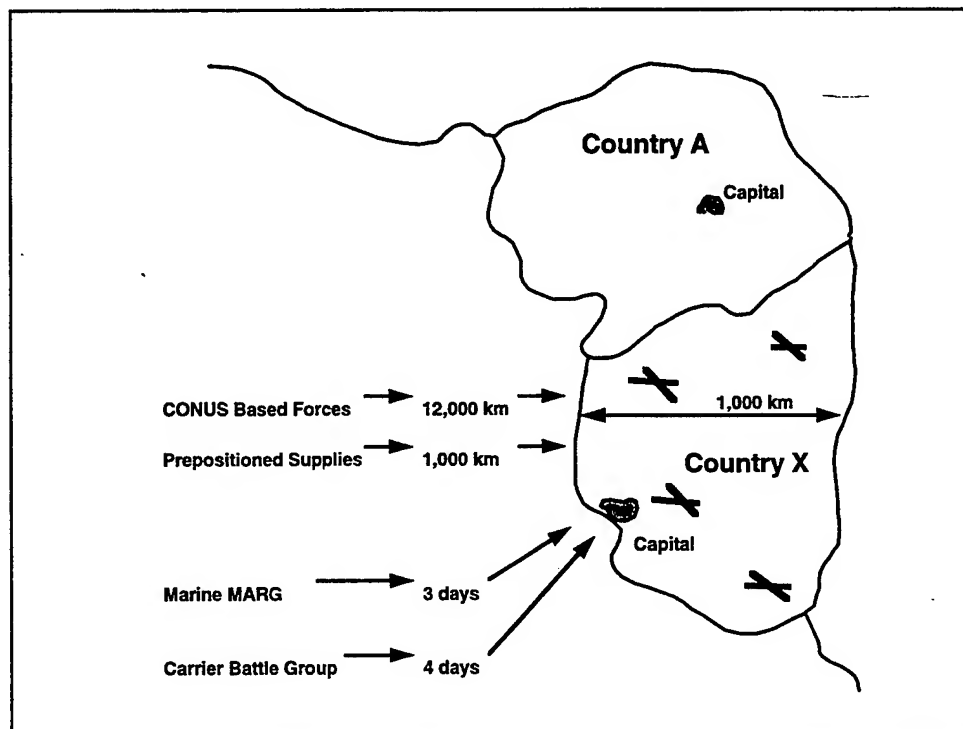 Country A
Capital
CONUS Based Forces 12,000 km 1,000 km
Prepositioned Supplies 1,000 km
Country X
Capital
Marine MARG 3 days
Carrier Battle Group 4 days